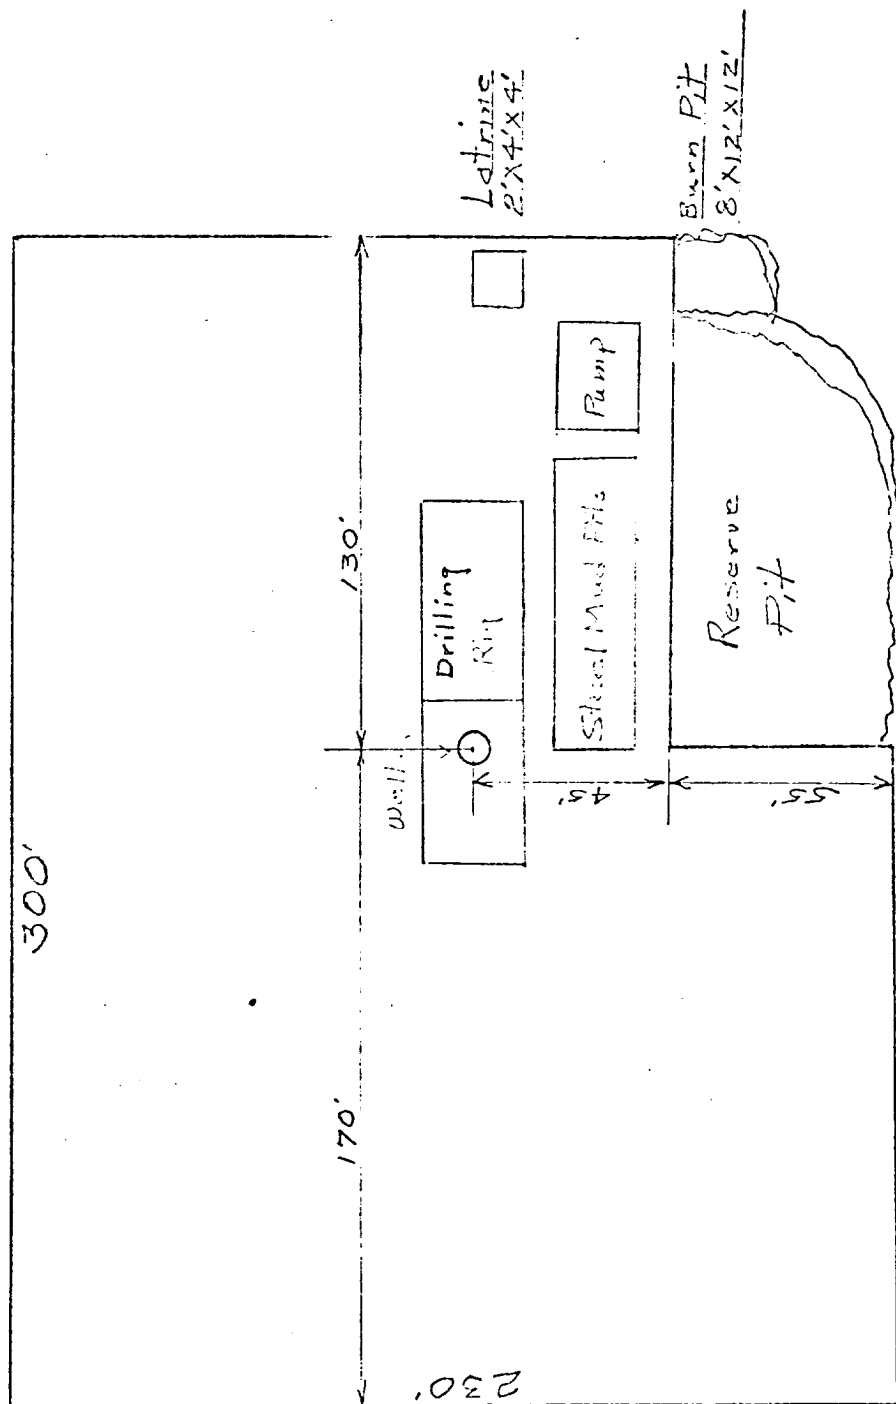 300'
130'
170'
230'
Latrine
2'X4'X4'
Burn Pit
8'X12'X12'
Pump
Drilling
Rig
Well
Steel Mud Pits
Reserve
Pit
45'
55'